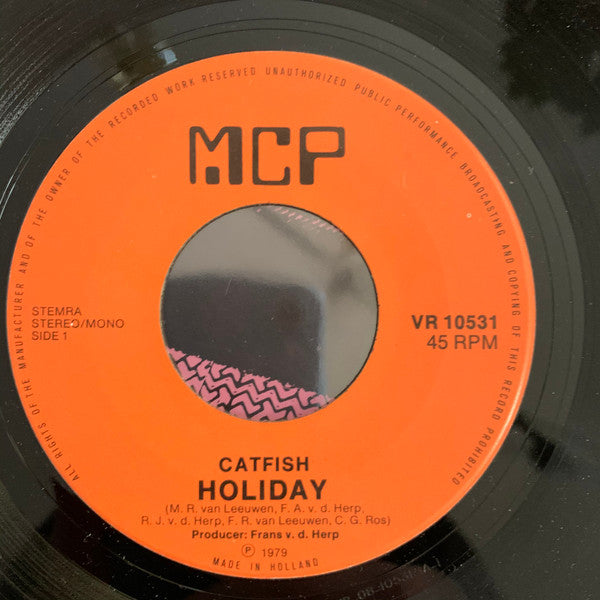 ALL RIGHTS OF THE MANUFACTURER AND OF THE OWNER OF THE RECORDED WORK RESERVED UNAUTHORIZED PUBLIC PERFORMANCE BROADCASTING AND COPYING OF THIS RECORD PROHIBITED
MCP
STEMRA
STEREO/MONO
SIDE 1
VR 10531
45 RPM
CATFISH
HOLIDAY
(M. R. van Leeuwen, F. A. v. d. Herp,
R. J. v. d. Herp, F. R. van Leeuwen, C. G. Ros)
Producer: Frans v. d. Herp
Ⓟ 1979
MADE IN HOLLAND